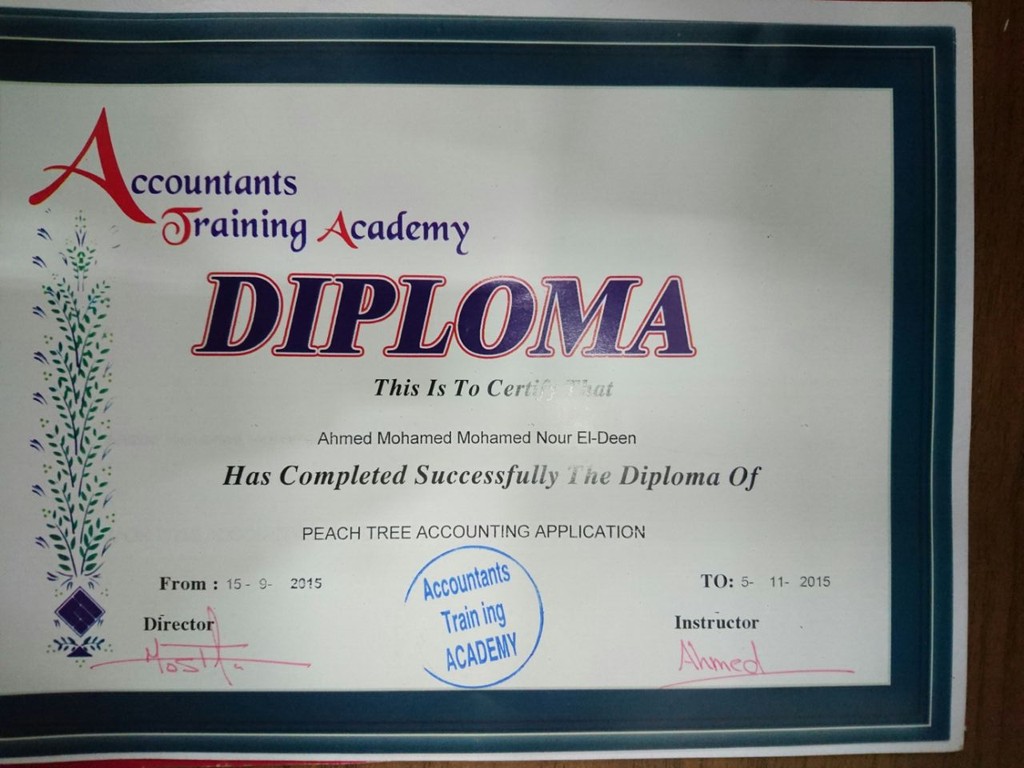 Accountants
Training Academy
DIPLOMA
This Is To Certify That
Ahmed Mohamed Mohamed Nour El-Deen
Has Completed Successfully The Diploma Of
PEACH TREE ACCOUNTING APPLICATION
From : 15 - 9- 2015
TO: 5- 11- 2015
Accountants
Train ing
ACADEMY
Director
Instructor
Ahmed